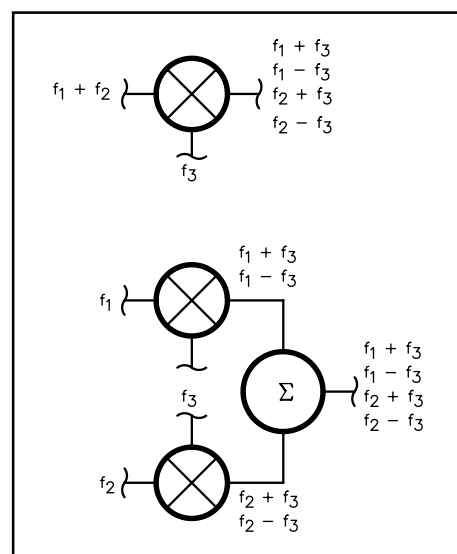 f₁ + f₂
f₁ + f₃
f₁ − f₃
f₂ + f₃
f₂ − f₃
f₃
f₁ + f₃
f₁ − f₃
f₁
f₁ + f₃
f₁ − f₃
f₂ + f₃
f₂ − f₃
Σ
f₃
f₂
f₂ + f₃
f₂ − f₃